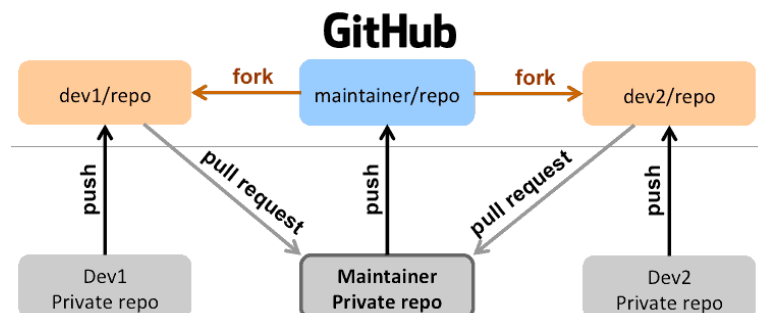 GitHub
fork
fork
dev1/repo
maintainer/repo
dev2/repo
push
pull request
push
pull request
push
Dev1
Private repo
Maintainer
Private repo
Dev2
Private repo